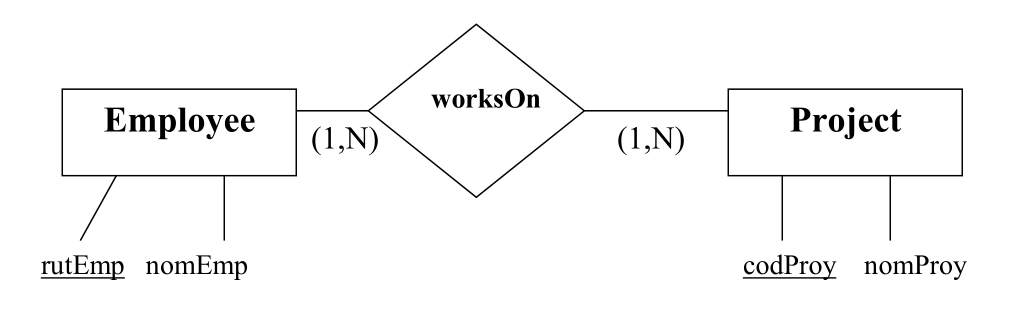 worksOn
Employee
Project
(1,N)
(1,N)
rutEmp nomEmp
codProy nomProy